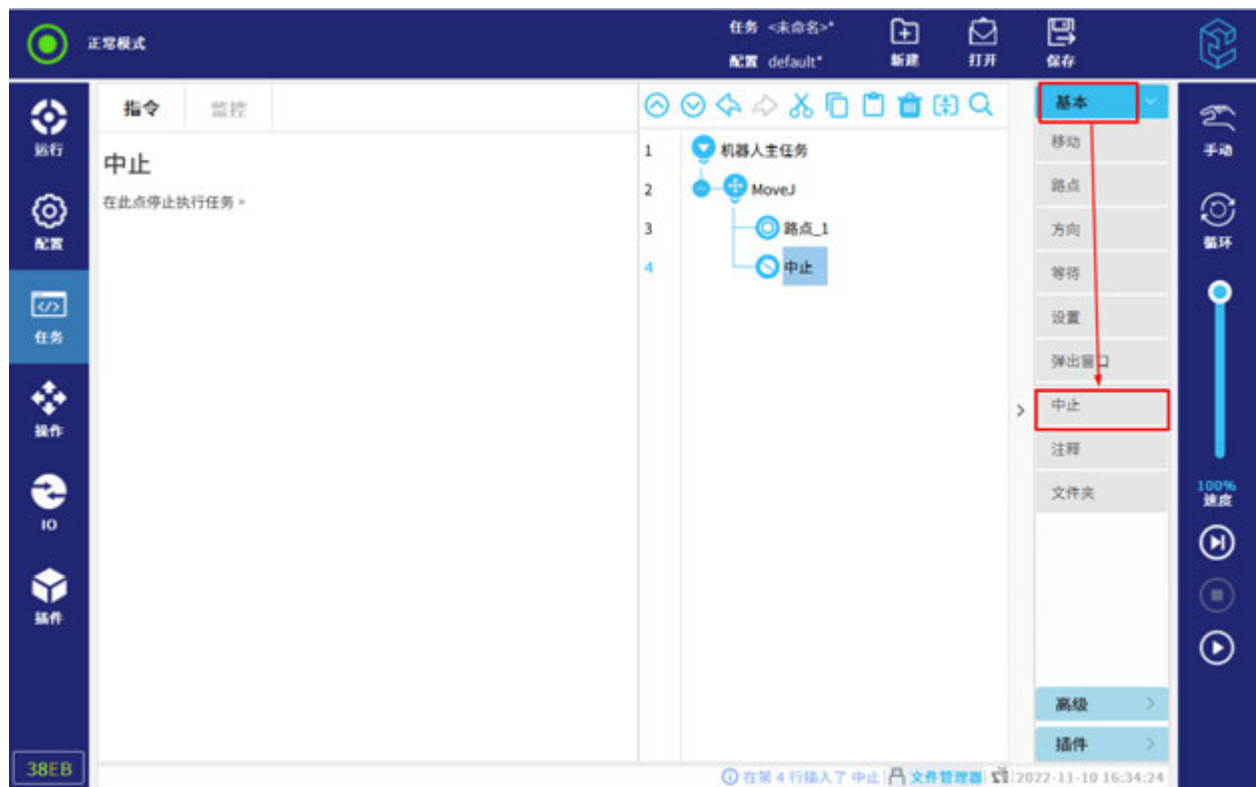 正常模式
任务 <未命名>*
配置 default*
新建
打开
保存
运行
配置
任务
操作
IO
插件
38EB
指令 监控
中止
在此点停止执行任务。
1 机器人主任务
2 MoveJ
3 路点_1
4 中止
基本
移动
路点
方向
等待
设置
弹出窗口
中止
注释
文件夹
高级
插件
手动
循环
100%
速度
在第 4 行插入了 中止 文件管理器 2022-11-10 16:34:24